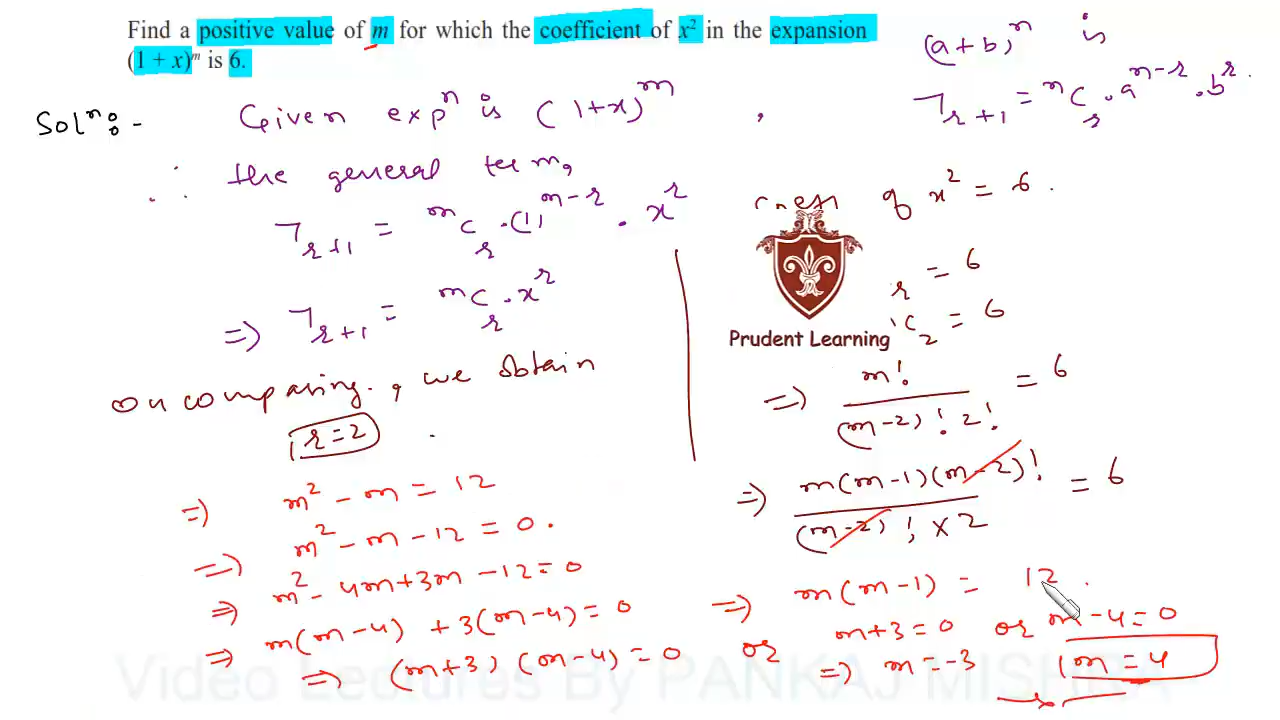 Find a positive value of m for which the coefficient of x² in the expansion
(1 + x)ᵐ is 6.
(a+b)ⁿ is
Tᵣ₊₁ = ⁿCᵣ . aⁿ⁻ʳ . bʳ.
Solⁿ:-
Given expⁿ is (1+x)ᵐ ,
∴ the general term,
Tᵣ₊₁ = ᵐCᵣ . (1)ᵐ⁻ʳ . xʳ
=> Tᵣ₊₁ = ᵐCᵣ . xʳ
On comparing, we obtain
r = 2 .
of x² = 6 .
r = 6
C₂ = 6
Prudent Learning
=> m! / (m-2)! 2! = 6
=> m(m-1)(m-2)! / (m-2)! × 2 = 6
=> m(m-1) = 12 .
=> m² - m = 12
=> m² - m - 12 = 0 .
=> m² - 4m + 3m - 12 = 0
=> m(m-4) + 3(m-4) = 0
=> (m+3) (m-4) = 0
or m+3 = 0 or m-4 = 0
=> m = -3 m = 4
Video Lectures By PANKAJ MISHRA